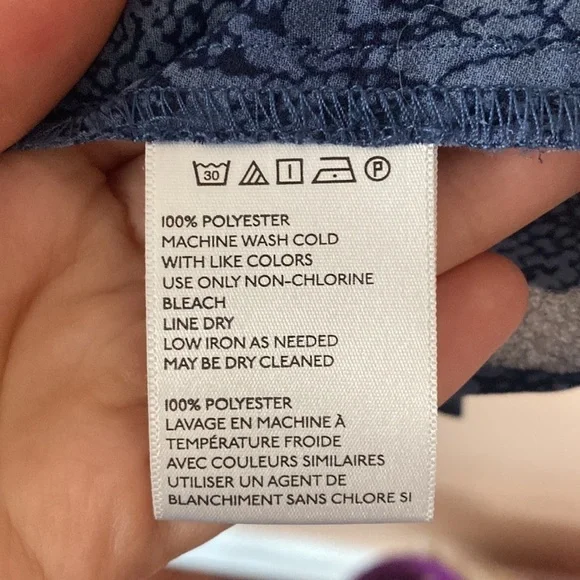 30 P
100% POLYESTER
MACHINE WASH COLD
WITH LIKE COLORS
USE ONLY NON-CHLORINE
BLEACH
LINE DRY
LOW IRON AS NEEDED
MAY BE DRY CLEANED
100% POLYESTER
LAVAGE EN MACHINE À
TEMPÉRATURE FROIDE
AVEC COULEURS SIMILAIRES
UTILISER UN AGENT DE
BLANCHIMENT SANS CHLORE SI